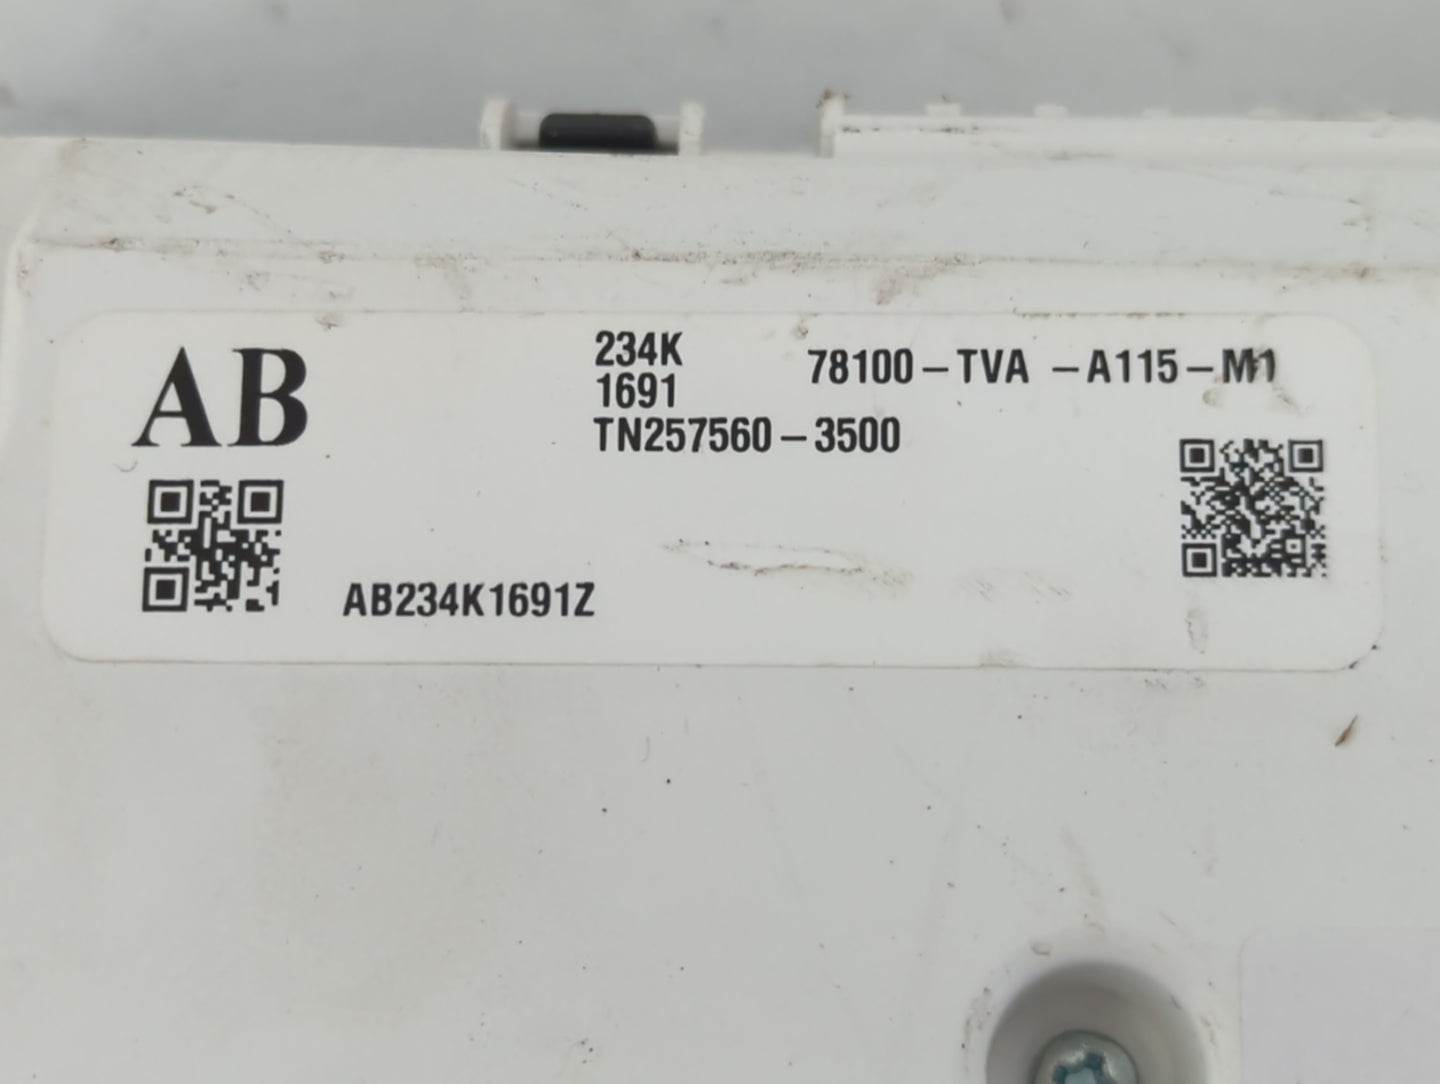 AB
234K
1691
78100-TVA -A115-M1
TN257560-3500
AB234K1691Z